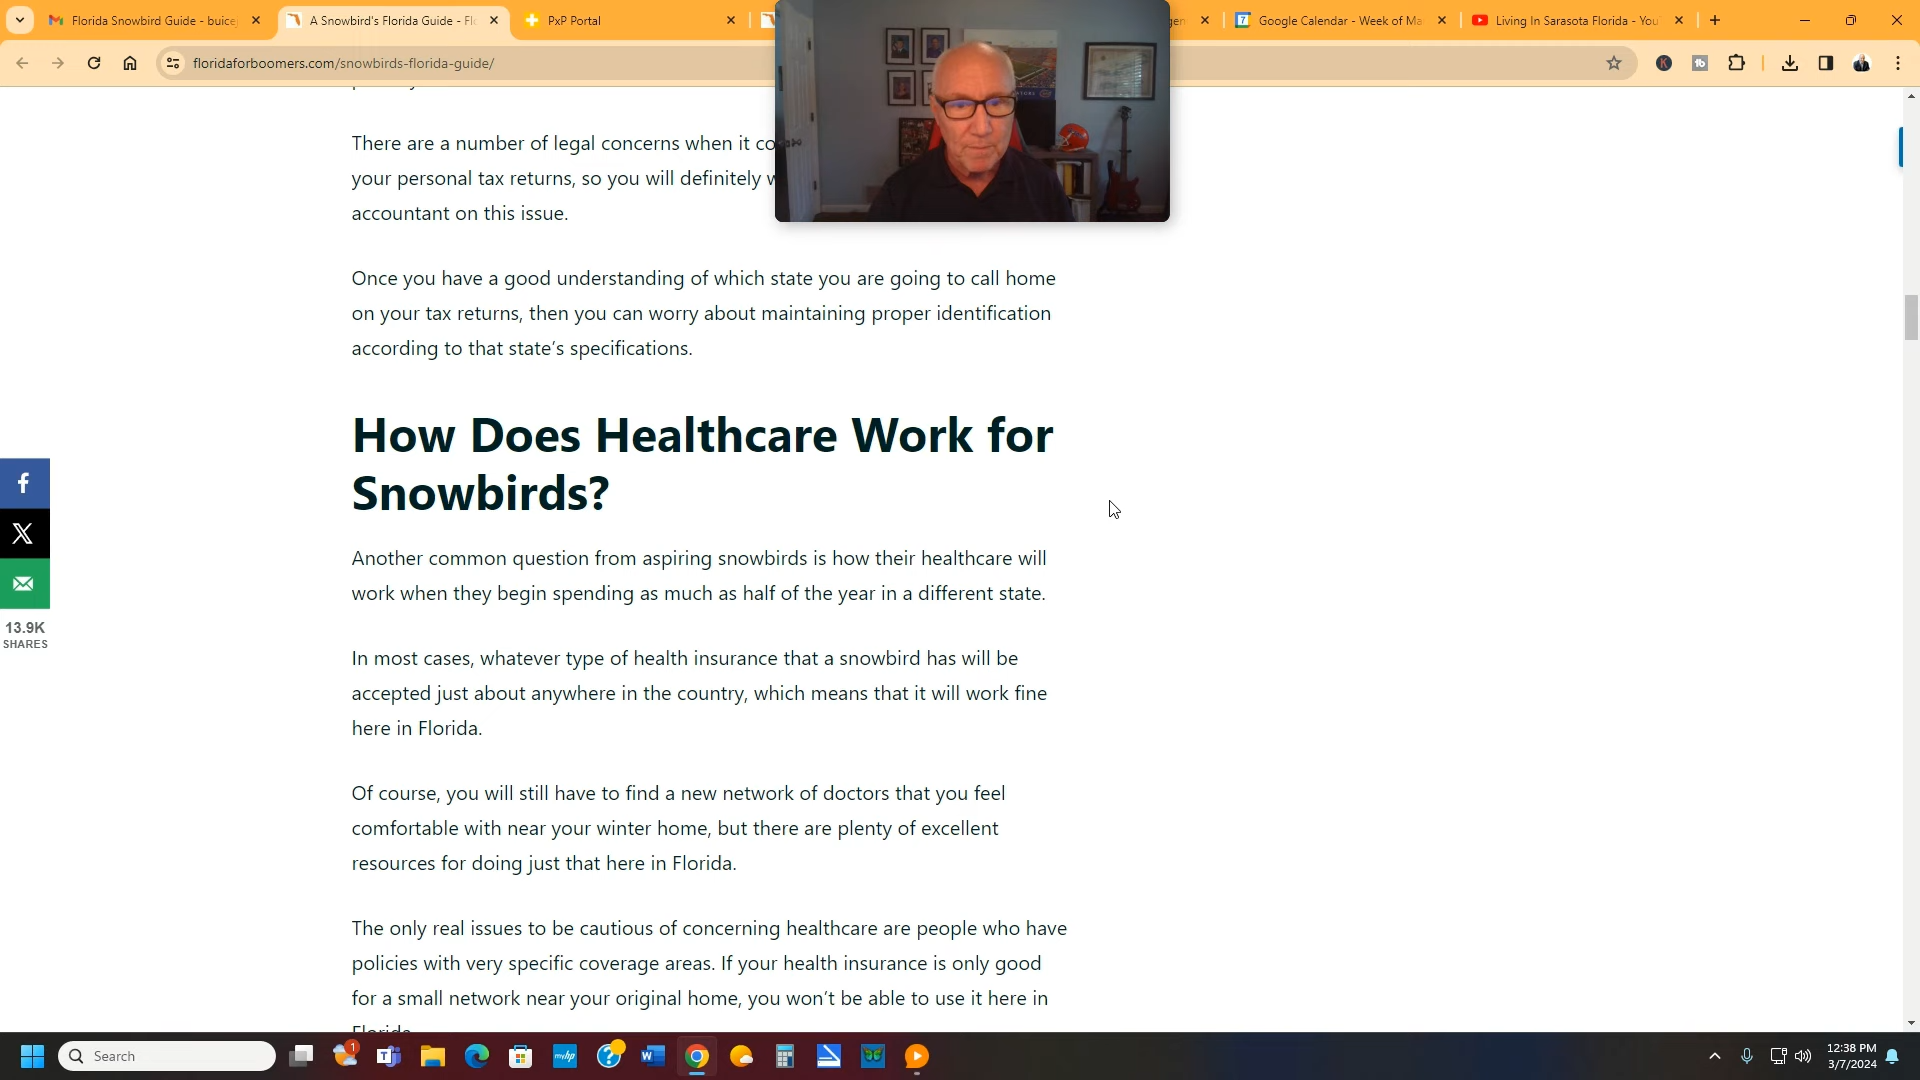 Florida Snowbird Guide - buice
A Snowbird's Florida Guide - Fl
PxP Portal
Google Calendar - Week of Ma
Living In Sarasota Florida - You
floridaforboomers.com/snowbirds-florida-guide/
There are a number of legal concerns when it co
your personal tax returns, so you will definitely
accountant on this issue.
Once you have a good understanding of which state you are going to call home
on your tax returns, then you can worry about maintaining proper identification
according to that state's specifications.
How Does Healthcare Work for
Snowbirds?
Another common question from aspiring snowbirds is how their healthcare will
work when they begin spending as much as half of the year in a different state.
In most cases, whatever type of health insurance that a snowbird has will be
accepted just about anywhere in the country, which means that it will work fine
here in Florida.
Of course, you will still have to find a new network of doctors that you feel
comfortable with near your winter home, but there are plenty of excellent
resources for doing just that here in Florida.
The only real issues to be cautious of concerning healthcare are people who have
policies with very specific coverage areas. If your health insurance is only good
for a small network near your original home, you won't be able to use it here in
Florida
13.9K
SHARES
Search
1
12:38 PM
3/7/2024